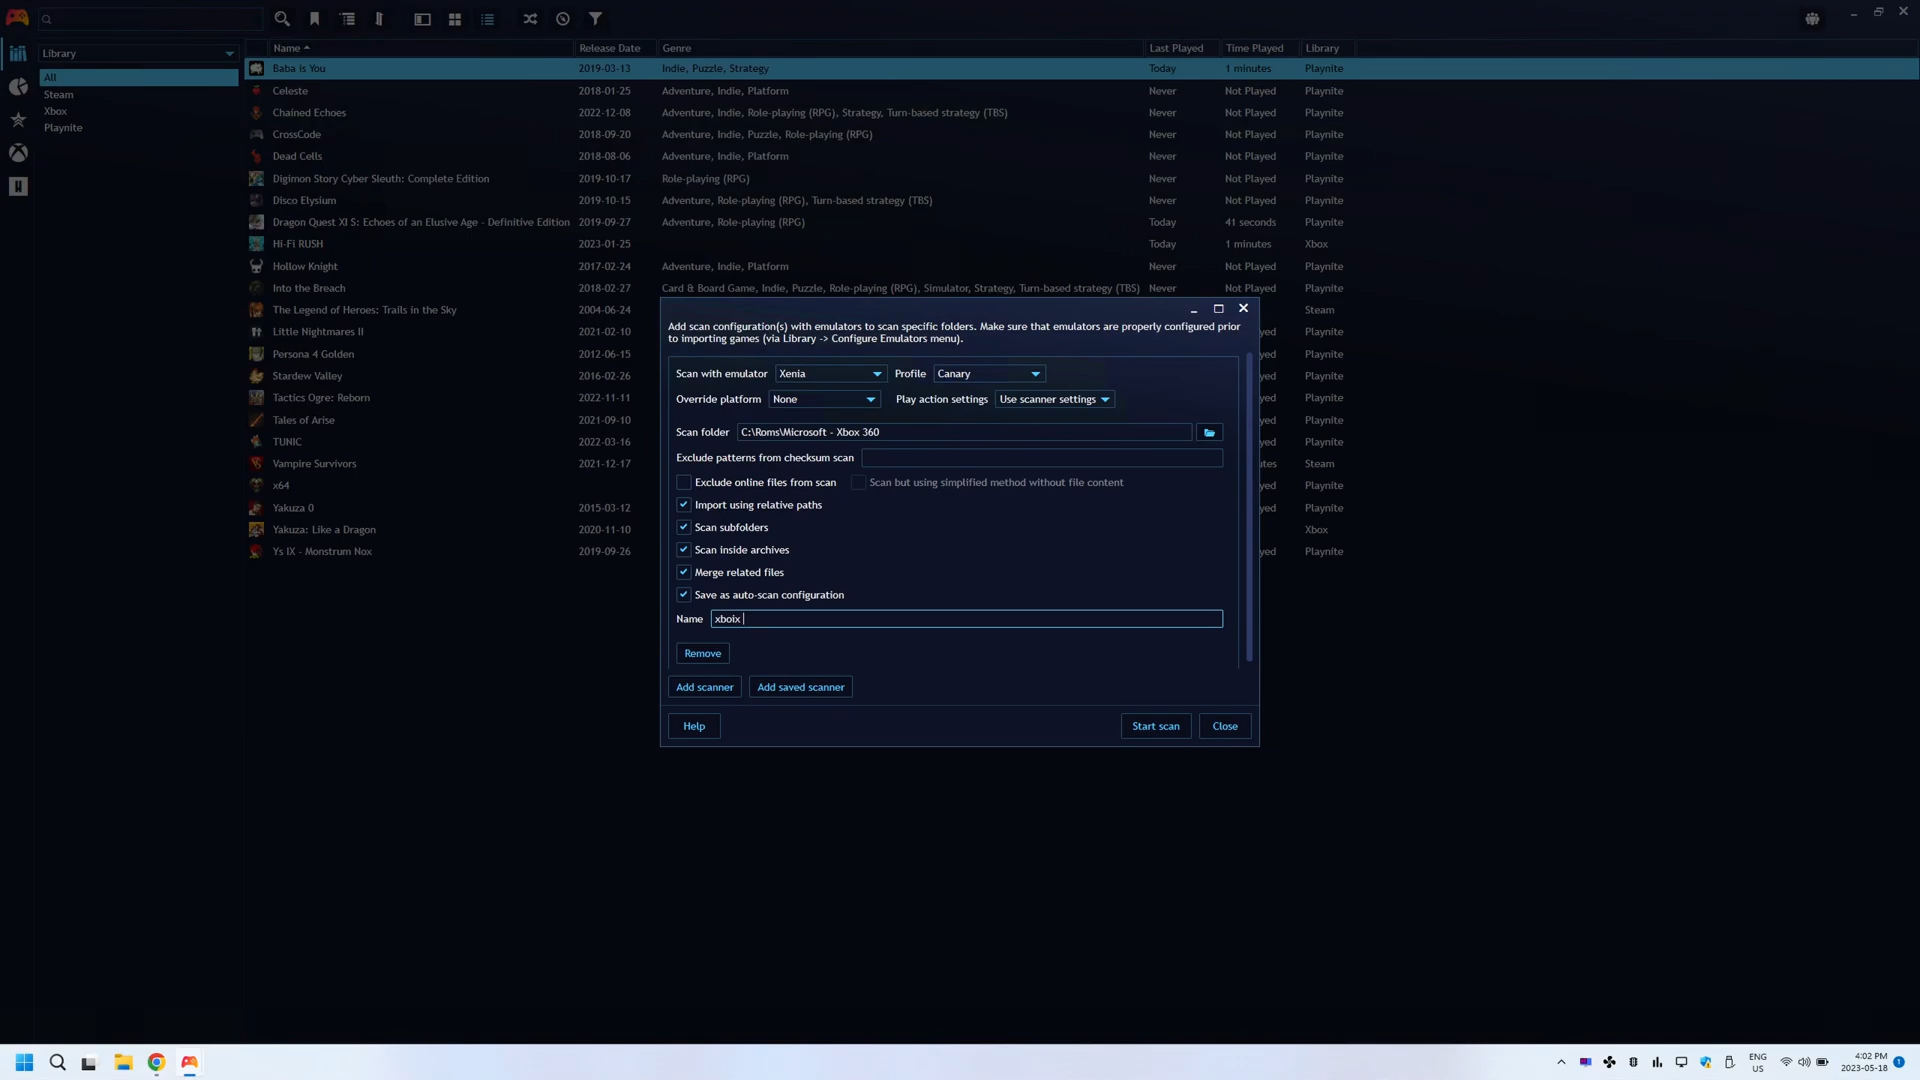 Library
Name Release Date Genre Last Played Time Played Library
All
Steam
Xbox
Playnite
Baba is You 2019-03-13 Indie, Puzzle, Strategy Today 1 minutes Playnite
Celeste 2018-01-25 Adventure, Indie, Platform Never Not Played Playnite
Chained Echoes 2022-12-08 Adventure, Indie, Role-playing (RPG), Strategy, Turn-based strategy (TBS) Never Not Played Playnite
CrossCode 2018-09-20 Adventure, Indie, Puzzle, Role-playing (RPG) Never Not Played Playnite
Dead Cells 2018-08-06 Adventure, Indie, Platform Never Not Played Playnite
Digimon Story Cyber Sleuth: Complete Edition 2019-10-17 Role-playing (RPG) Never Not Played Playnite
Disco Elysium 2019-10-15 Adventure, Role-playing (RPG), Turn-based strategy (TBS) Never Not Played Playnite
Dragon Quest XI S: Echoes of an Elusive Age - Definitive Edition 2019-09-27 Adventure, Role-playing (RPG) Today 41 seconds Playnite
Hi-Fi RUSH 2023-01-25 Today 1 minutes Xbox
Hollow Knight 2017-02-24 Adventure, Indie, Platform Never Not Played Playnite
Into the Breach 2018-02-27 Card & Board Game, Indie, Puzzle, Role-playing (RPG), Simulator, Strategy, Turn-based strategy (TBS) Never Not Played Playnite
The Legend of Heroes: Trails in the Sky 2004-06-24 Steam
Little Nightmares II 2021-02-10 yed Playnite
Persona 4 Golden 2012-06-15 yed Playnite
Stardew Valley 2016-02-26 yed Playnite
Tactics Ogre: Reborn 2022-11-11 yed Playnite
Tales of Arise 2021-09-09 yed Playnite
TUNIC 2022-03-16 yed Playnite
Vampire Survivors 2021-12-17 utes Steam
x64 yed Playnite
Yakuza 0 2015-03-12 yed Playnite
Yakuza: Like a Dragon 2020-11-10 Xbox
Ys IX - Monstrum Nox 2019-09-26 yed Playnite
Add scan configuration(s) with emulators to scan specific folders. Make sure that emulators are properly configured prior
to importing games (via Library -> Configure Emulators menu).
Scan with emulator Xenia Profile Canary
Override platform None Play action settings Use scanner settings
Scan folder C:\Roms\Microsoft - Xbox 360
Exclude patterns from checksum scan
Exclude online files from scan Scan but using simplified method without file content
Import using relative paths
Scan subfolders
Scan inside archives
Merge related files
Save as auto-scan configuration
Name xboix
Remove
Add scanner Add saved scanner
Help Start scan Close
ENG
US
4:02 PM
2023-05-18
1